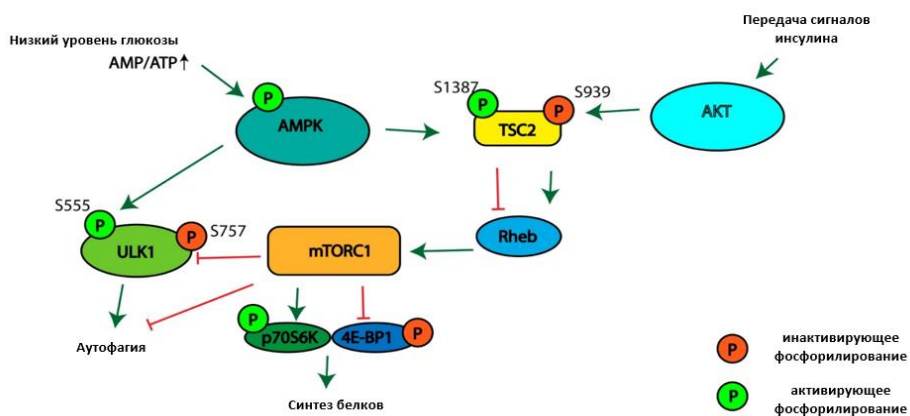 Передача сигналов
инсулина
Низкий уровень глюкозы
AMP/ATP↑
S1387
S939
P
P
P
AMPK
TSC2
AKT
S555
P
P
S757
ULK1
mTORC1
Rheb
P
p70S6K
4E-BP1
P
Аутофагия
Синтез белков
P
инактивирующее
фосфорилирование
P
активирующее
фосфорилирование